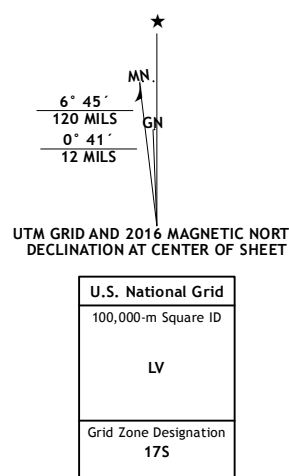 MN
6° 45´
120 MILS
GN
0° 41´
12 MILS
UTM GRID AND 2016 MAGNETIC NORT
DECLINATION AT CENTER OF SHEET
U.S. National Grid
100,000-m Square ID
LV
Grid Zone Designation
17S